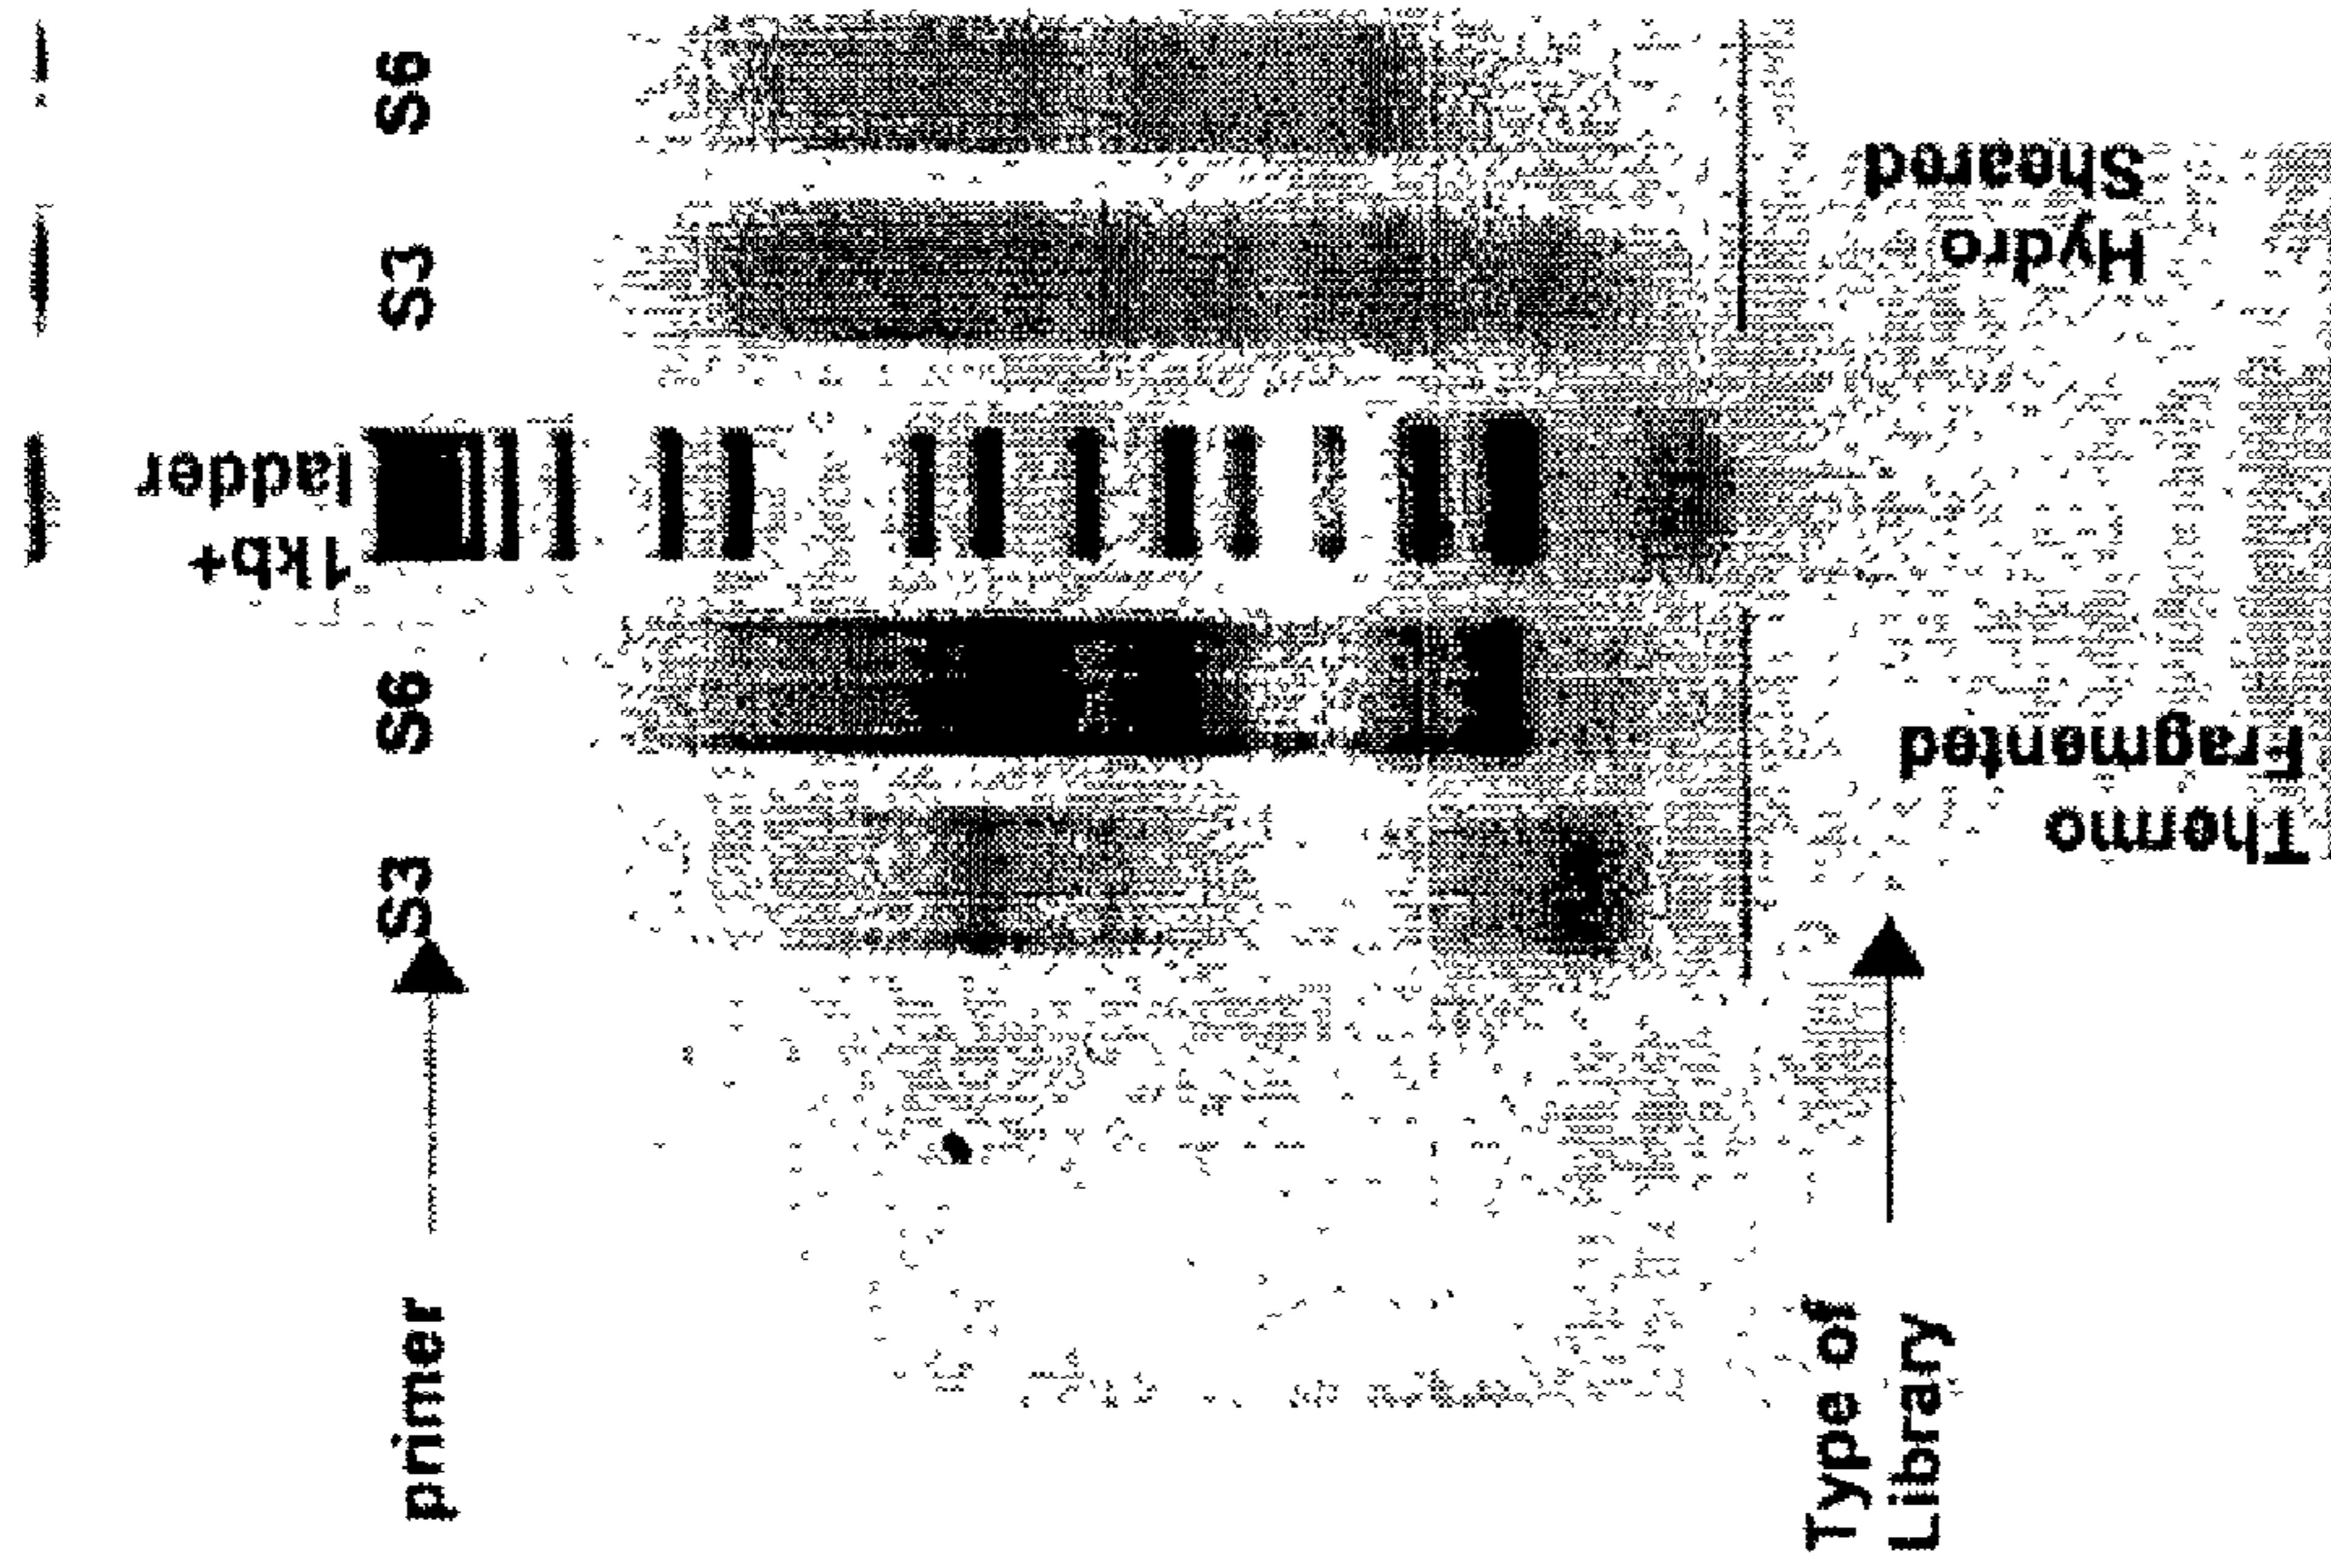 primer
S3
S6
1kb+
ladder
S3
S6
Type of
Library
Thermo
Fragmented
Hydro
Sheared